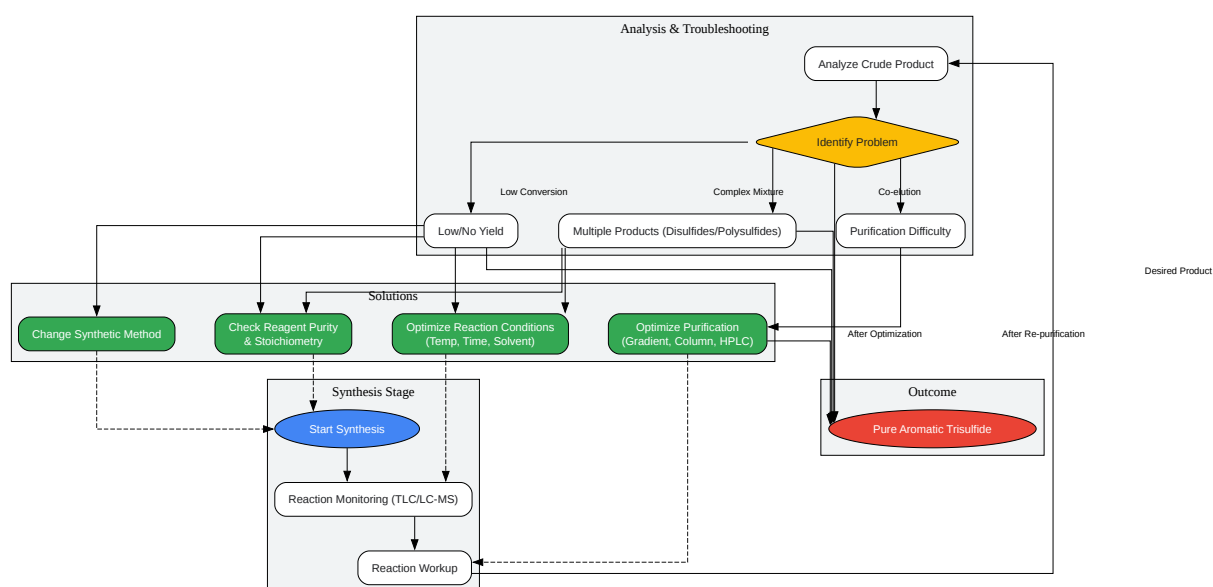 Analysis & Troubleshooting
Analyze Crude Product
Identify Problem
Low Conversion
Complex Mixture
Co-elution
Low/No Yield
Multiple Products (Disulfides/Polysulfides)
Purification Difficulty
Desired Product
Solutions
Change Synthetic Method
Check Reagent Purity
& Stoichiometry
Optimize Reaction Conditions
(Temp, Time, Solvent)
Optimize Purification
(Gradient, Column, HPLC)
After Optimization
After Re-purification
Synthesis Stage
Start Synthesis
Reaction Monitoring (TLC/LC-MS)
Reaction Workup
Outcome
Pure Aromatic Trisulfide